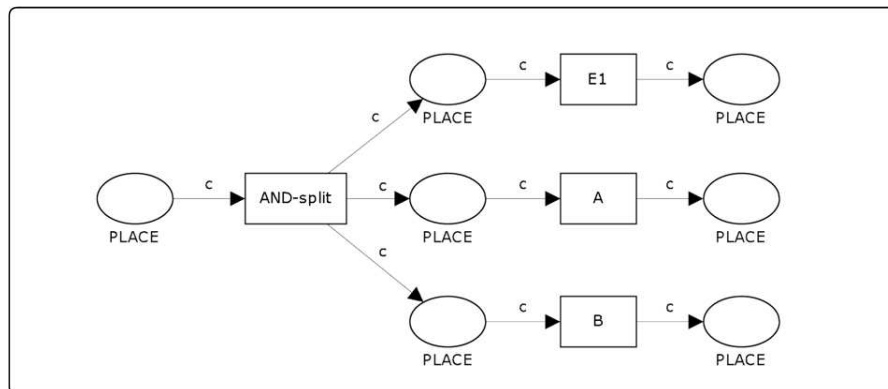 c E1 c
PLACE PLACE
c
c AND-split c c A c
PLACE PLACE PLACE
c
c B c
PLACE PLACE